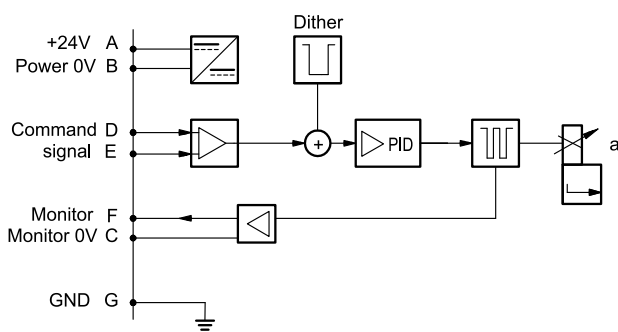 Dither
+24V A
Power 0V B
Command D
signal E
+
PID
a
Monitor F
Monitor 0V C
GND G